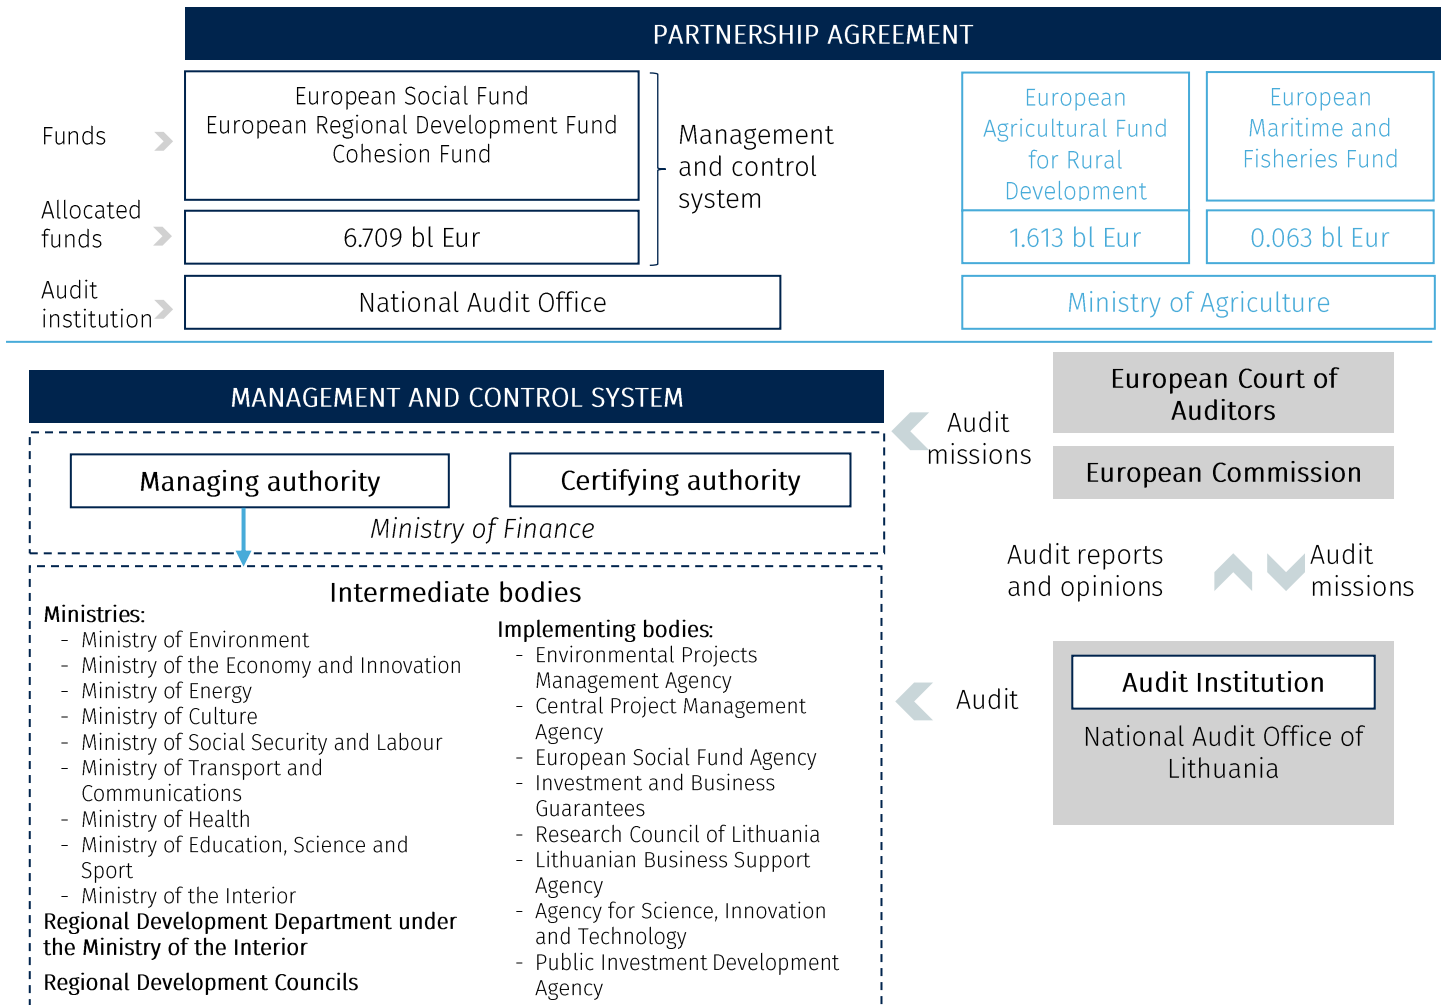 PARTNERSHIP AGREEMENT
Funds
European Social Fund
European Regional Development Fund
Cohesion Fund
Management
and control
system
European
Agricultural Fund
for Rural
Development
European
Maritime and
Fisheries Fund
Allocated
funds
6.709 bl Eur
1.613 bl Eur
0.063 bl Eur
Audit
institution
National Audit Office
Ministry of Agriculture
MANAGEMENT AND CONTROL SYSTEM
Managing authority
Certifying authority
Ministry of Finance
Audit
missions
European Court of
Auditors
European Commission
Audit reports
and opinions
Audit
missions
Intermediate bodies
Ministries:
- Ministry of Environment
- Ministry of the Economy and Innovation
- Ministry of Energy
- Ministry of Culture
- Ministry of Social Security and Labour
- Ministry of Transport and
Communications
- Ministry of Health
- Ministry of Education, Science and
Sport
- Ministry of the Interior
Regional Development Department under
the Ministry of the Interior
Regional Development Councils
Implementing bodies:
- Environmental Projects
Management Agency
- Central Project Management
Agency
- European Social Fund Agency
- Investment and Business
Guarantees
- Research Council of Lithuania
- Lithuanian Business Support
Agency
- Agency for Science, Innovation
and Technology
- Public Investment Development
Agency
Audit
Audit Institution
National Audit Office of
Lithuania